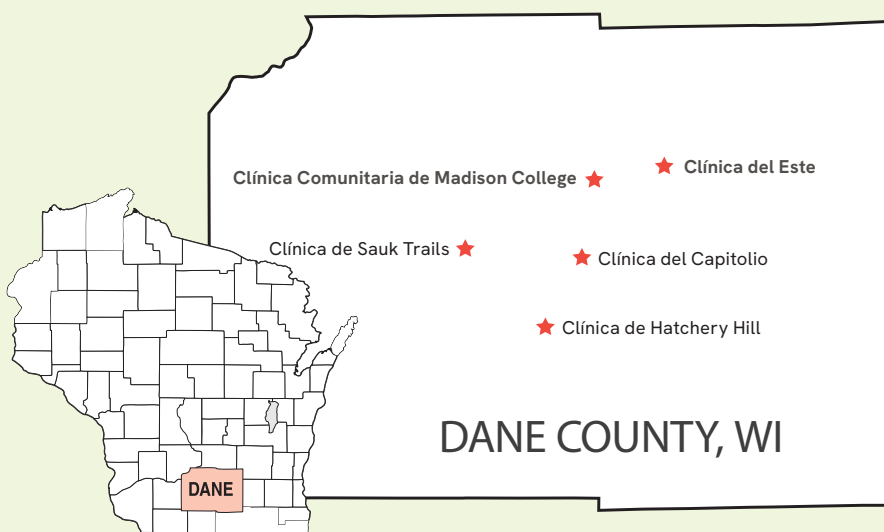 Clínica Comunitaria de Madison College
Clínica del Este
Clínica de Sauk Trails
Clínica del Capitolio
Clínica de Hatchery Hill
DANE COUNTY, WI
DANE